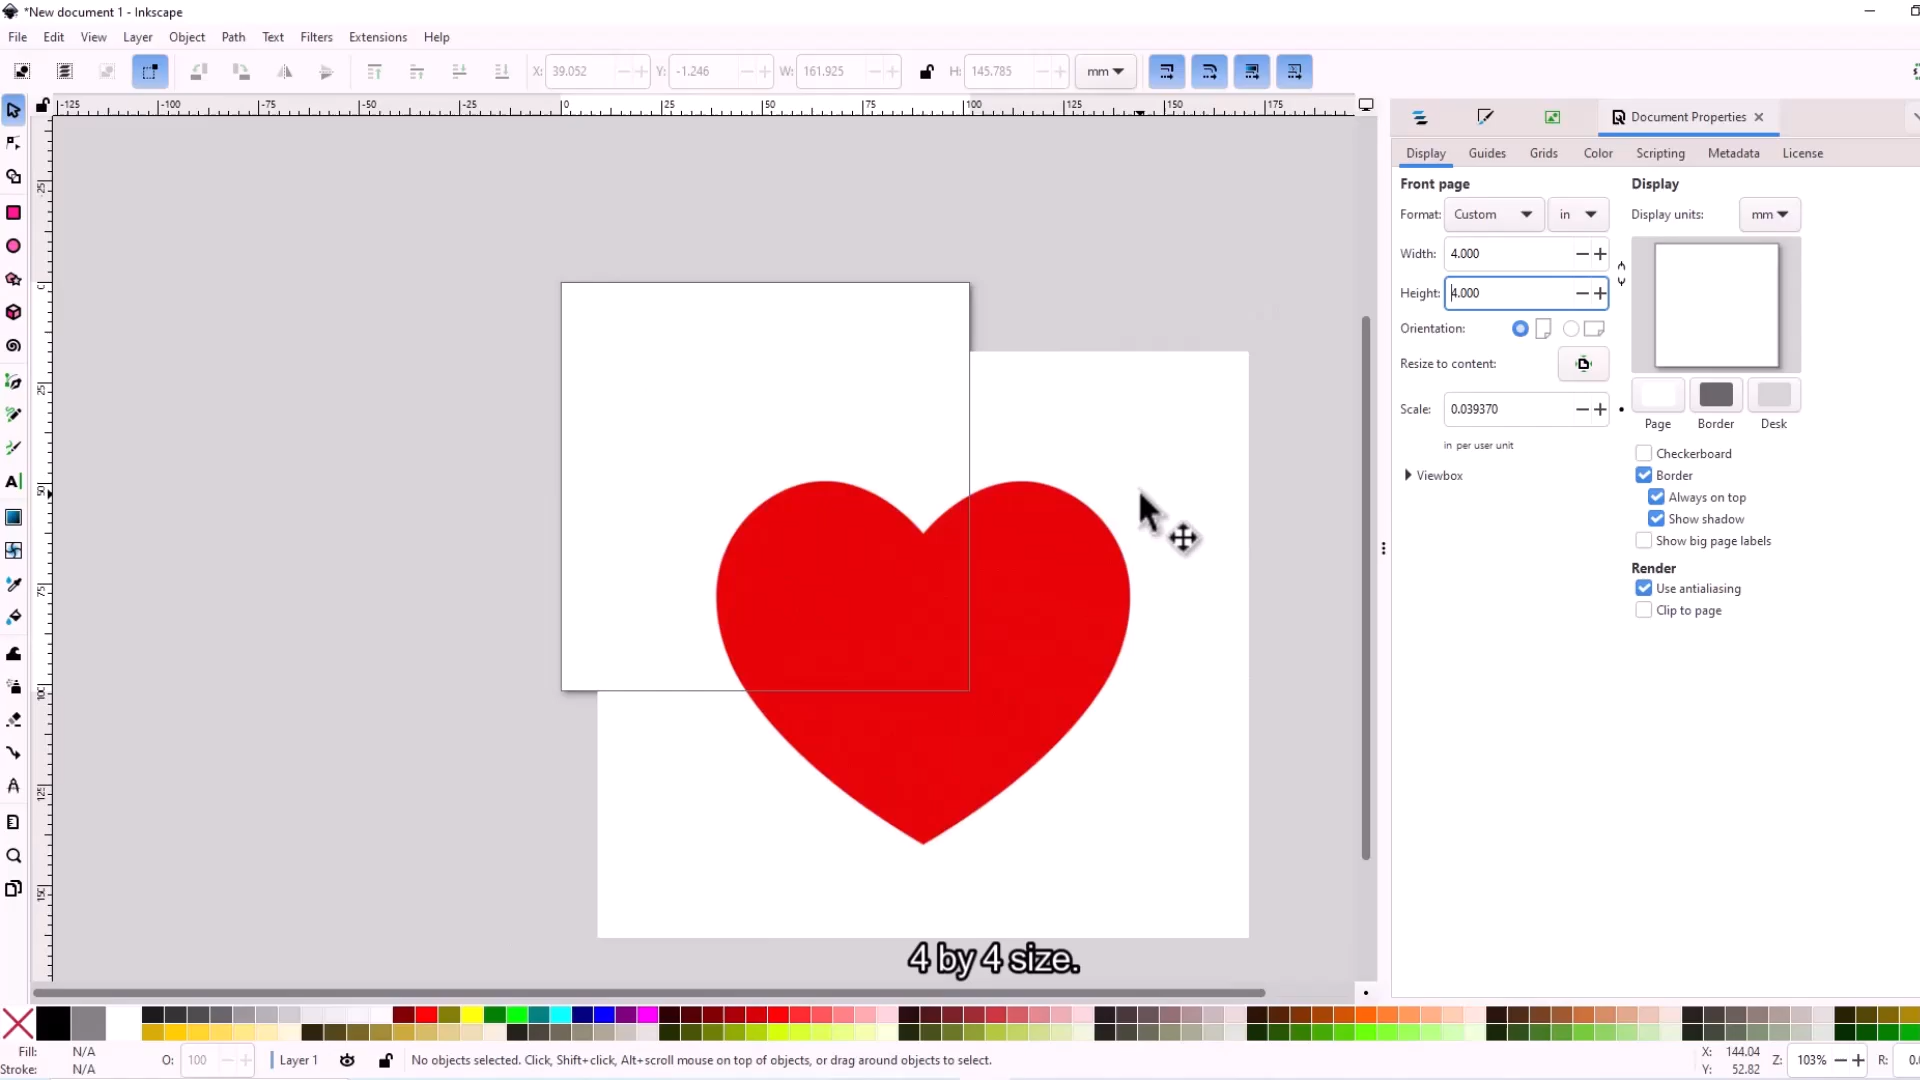 *New document 1 - Inkscape
File Edit View Layer Object Path Text Filters Extensions Help
X: 39.052 Y: -1.246 W: 161.925 H: 145.785 mm
-125 -100 -75 -50 -25 0 25 50 75 100 125 150 175
Document Properties
Display Guides Grids Color Scripting Metadata License
Front page
Format: Custom in
Width: 4.000
Height: 4.000
Orientation:
Resize to content:
Scale: 0.039370
in per user unit
Viewbox
Display
Display units: mm
Page Border Desk
Checkerboard
Border
Always on top
Show shadow
Show big page labels
Render
Use antialiasing
Clip to page
4 by 4 size.
Fill: N/A
Stroke: N/A
O: 100
Layer 1
No objects selected. Click, Shift+click, Alt+scroll mouse on top of objects, or drag around objects to select.
X: 144.04
Y: 52.82
Z: 103%
R: